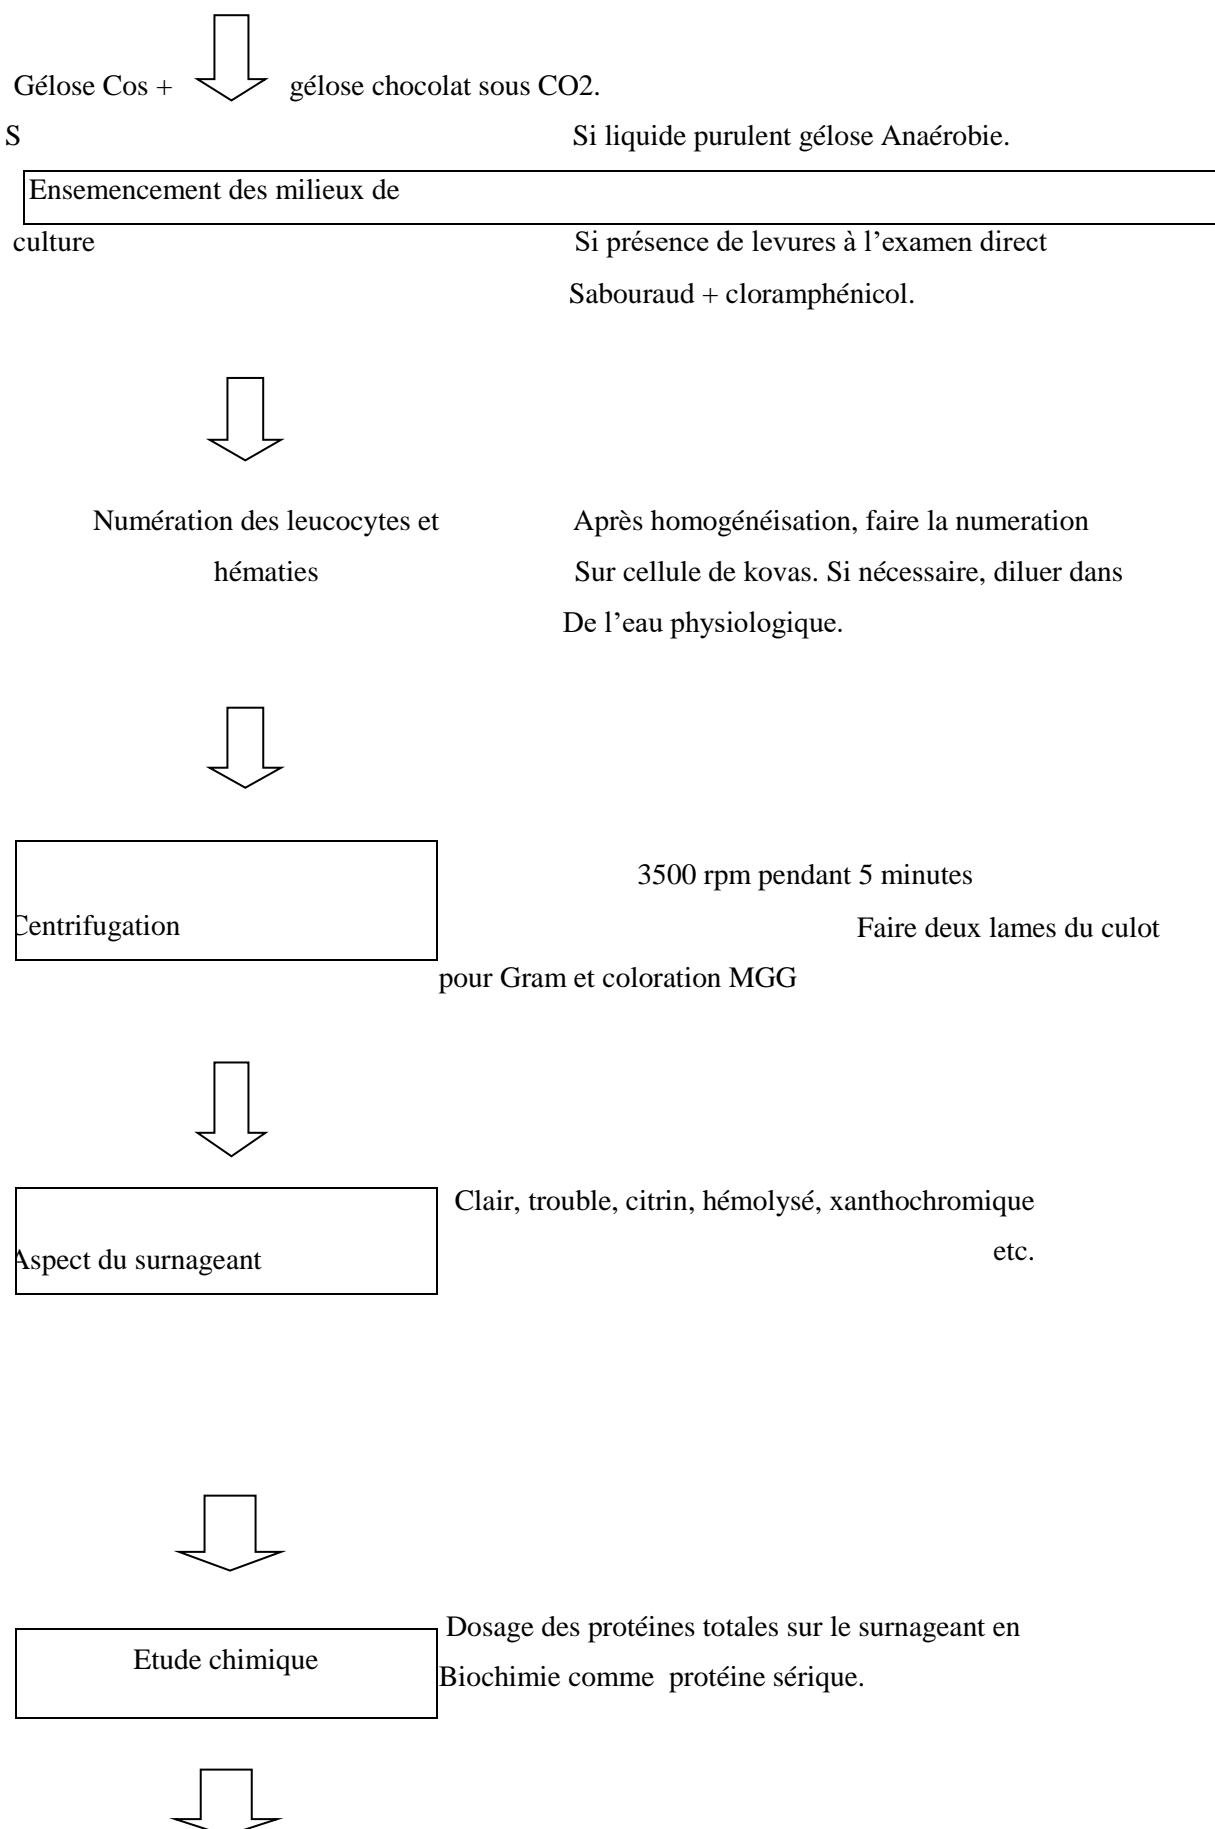 Gélose Cos + gélose chocolat sous CO2.
S Si liquide purulent gélose Anaérobie.
Ensemencement des milieux de
culture Si présence de levures à l’examen direct
Sabouraud + cloramphénicol.
Numération des leucocytes et Après homogénéisation, faire la numeration
hématies Sur cellule de kovas. Si nécessaire, diluer dans
De l’eau physiologique.
3500 rpm pendant 5 minutes
Centrifugation Faire deux lames du culot
pour Gram et coloration MGG
Clair, trouble, citrin, hémolysé, xanthochromique
Aspect du surnageant etc.
Dosage des protéines totales sur le surnageant en
Etude chimique
Biochimie comme protéine sérique.